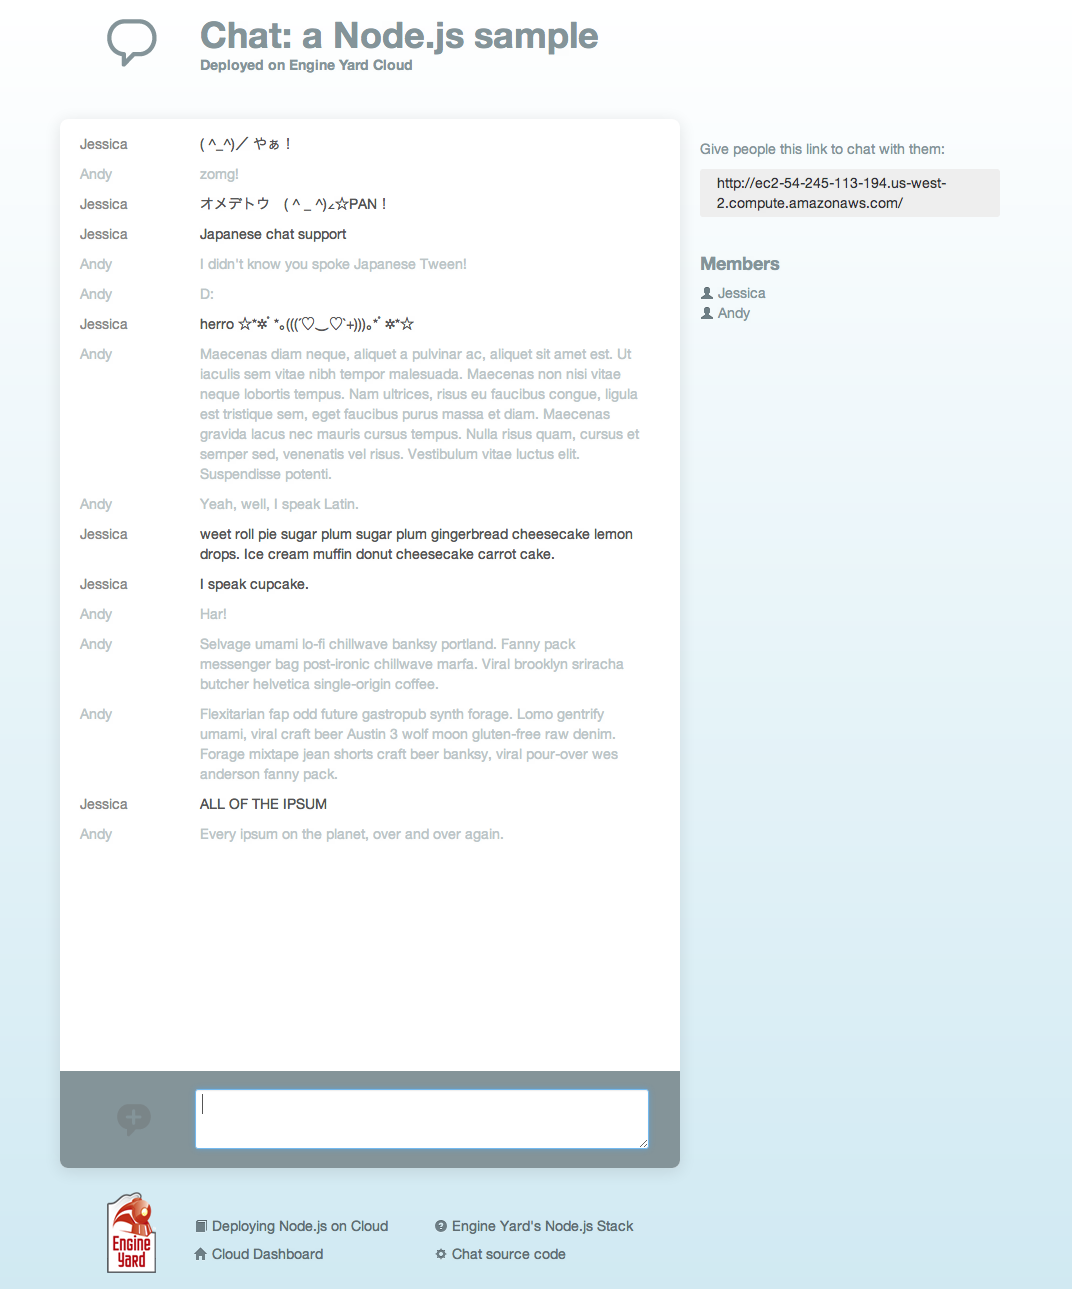 Chat: a Node.js sample
Deployed on Engine Yard Cloud
Jessica ( ^_^)／ やぁ！
Andy zomg!
Jessica オメデトウ　( ^ _ ^)∠☆PAN！
Jessica Japanese chat support
Andy I didn't know you spoke Japanese Tween!
Andy D:
Jessica herro ☆*✲ﾟ*｡(((´♡‿♡`+)))｡*ﾟ✲*☆
Andy Maecenas diam neque, aliquet a pulvinar ac, aliquet sit amet est. Ut
iaculis sem vitae nibh tempor malesuada. Maecenas non nisi vitae
neque lobortis tempus. Nam ultrices, risus eu faucibus congue, ligula
est tristique sem, eget faucibus purus massa et diam. Maecenas
gravida lacus nec mauris cursus tempus. Nulla risus quam, cursus et
semper sed, venenatis vel risus. Vestibulum vitae luctus elit.
Suspendisse potenti.
Andy Yeah, well, I speak Latin.
Jessica weet roll pie sugar plum sugar plum gingerbread cheesecake lemon
drops. Ice cream muffin donut cheesecake carrot cake.
Jessica I speak cupcake.
Andy Har!
Andy Selvage umami lo-fi chillwave banksy portland. Fanny pack
messenger bag post-ironic chillwave marfa. Viral brooklyn sriracha
butcher helvetica single-origin coffee.
Andy Flexitarian fap odd future gastropub synth forage. Lomo gentrify
umami, viral craft beer Austin 3 wolf moon gluten-free raw denim.
Forage mixtape jean shorts craft beer banksy, viral pour-over wes
anderson fanny pack.
Jessica ALL OF THE IPSUM
Andy Every ipsum on the planet, over and over again.
Give people this link to chat with them:
http://ec2-54-245-113-194.us-west-
2.compute.amazonaws.com/
Members
Jessica
Andy
Engine
Yard
Deploying Node.js on Cloud
Engine Yard's Node.js Stack
Cloud Dashboard
Chat source code